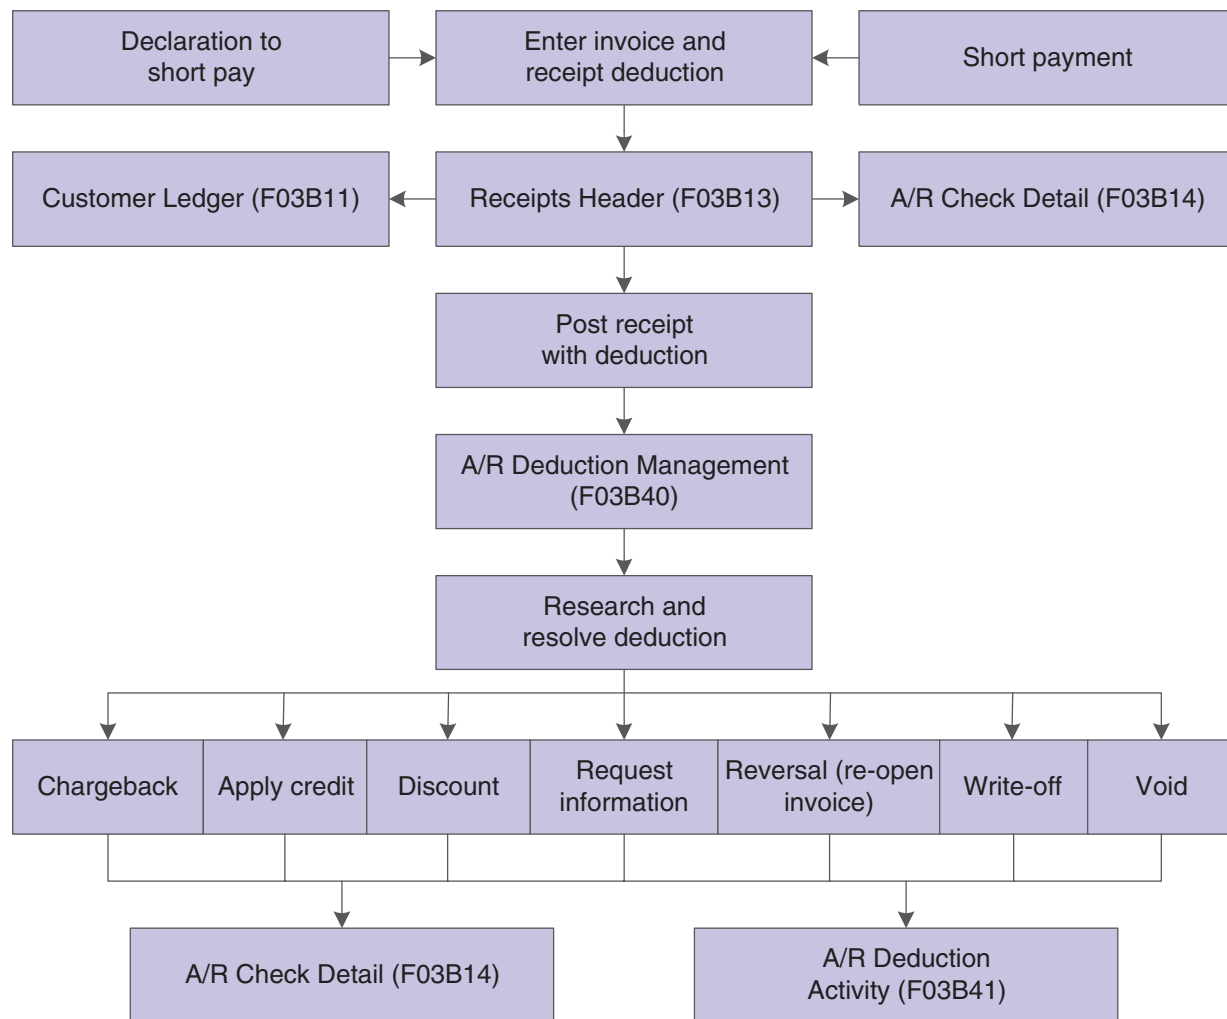 Declaration to
short pay
Enter invoice and
receipt deduction
Short payment
Customer Ledger (F03B11)
Receipts Header (F03B13)
A/R Check Detail (F03B14)
Post receipt
with deduction
A/R Deduction Management
(F03B40)
Research and
resolve deduction
Chargeback
Apply credit
Discount
Request
information
Reversal (re-open
invoice)
Write-off
Void
A/R Check Detail (F03B14)
A/R Deduction
Activity (F03B41)